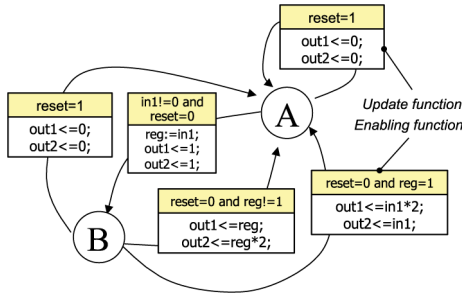 reset=1
out1<=0;
out2<=0;
reset=1
out1<=0;
out2<=0;
in1!=0 and
reset=0
reg:=in1;
out1<=1;
out2<=1;
A
Update function
Enabling function
reset=0 and reg!=1
out1<=reg;
out2<=reg*2;
reset=0 and reg=1
out1<=in1*2;
out2<=in1;
B